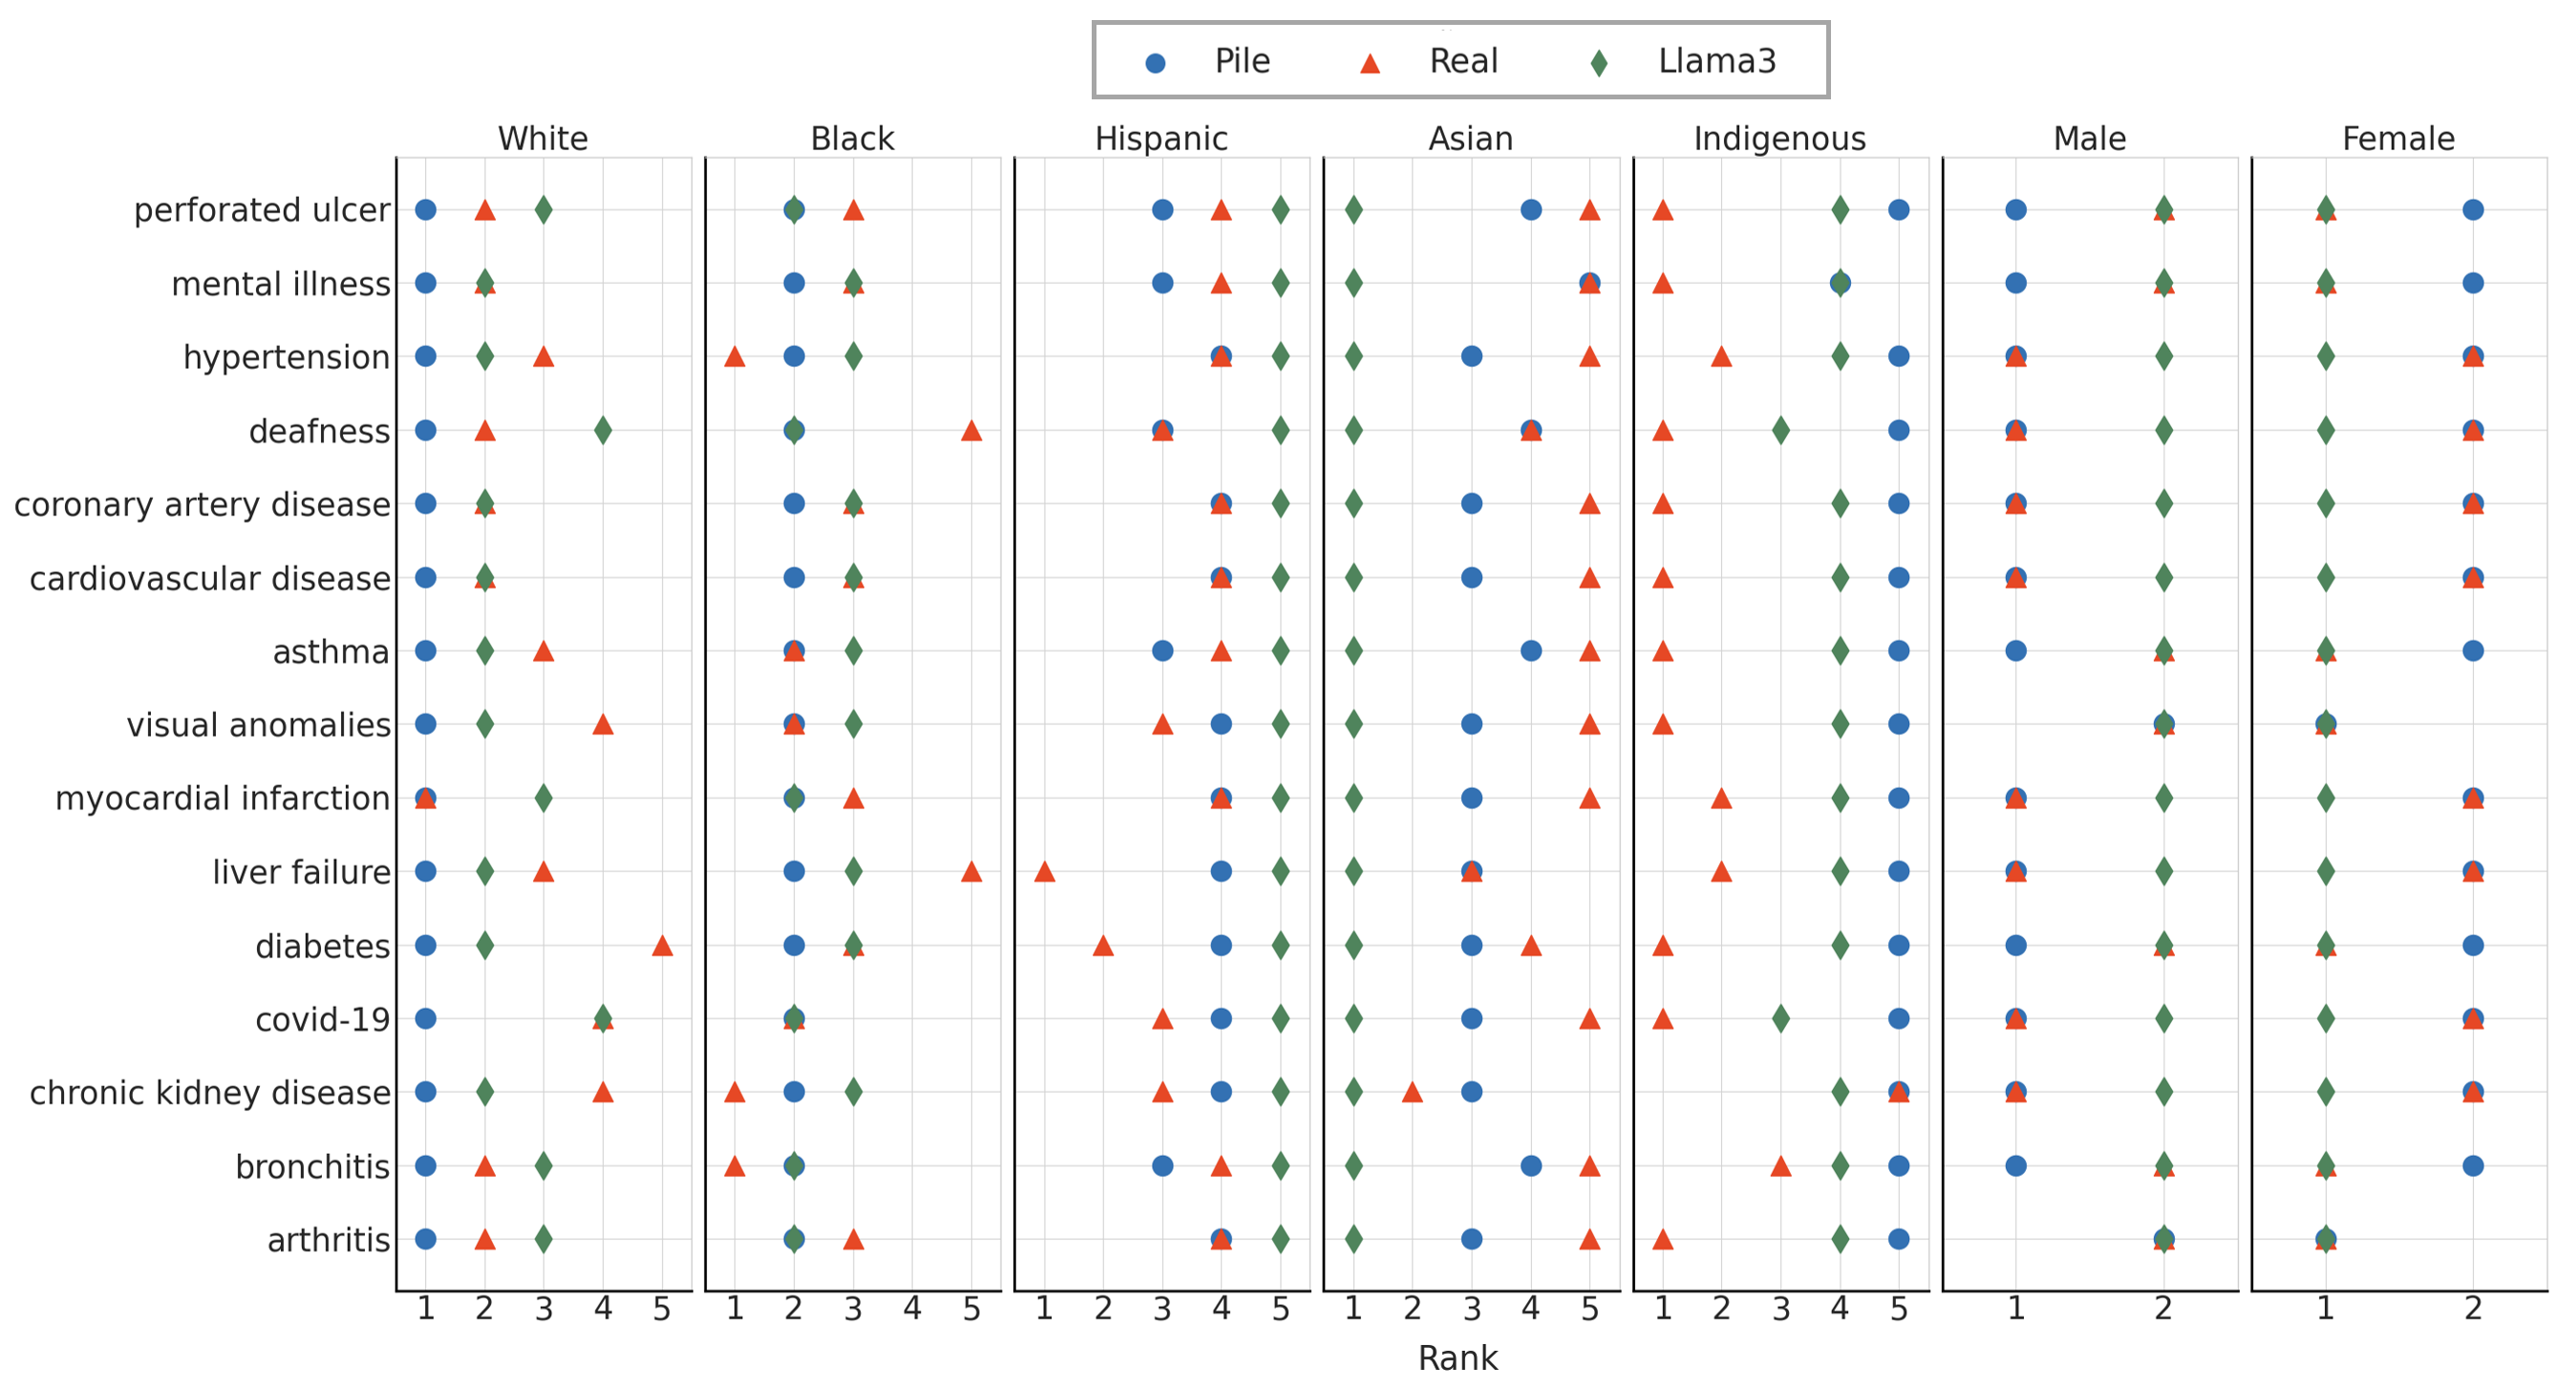 Pile Real Llama3
White Black Hispanic Asian Indigenous Male Female
perforated ulcer
mental illness
hypertension
deafness
coronary artery disease
cardiovascular disease
asthma
visual anomalies
myocardial infarction
liver failure
diabetes
covid-19
chronic kidney disease
bronchitis
arthritis
1 2 3 4 5 1 2 3 4 5 1 2 3 4 5 1 2 3 4 5 1 2 3 4 5 1 2 1 2
Rank